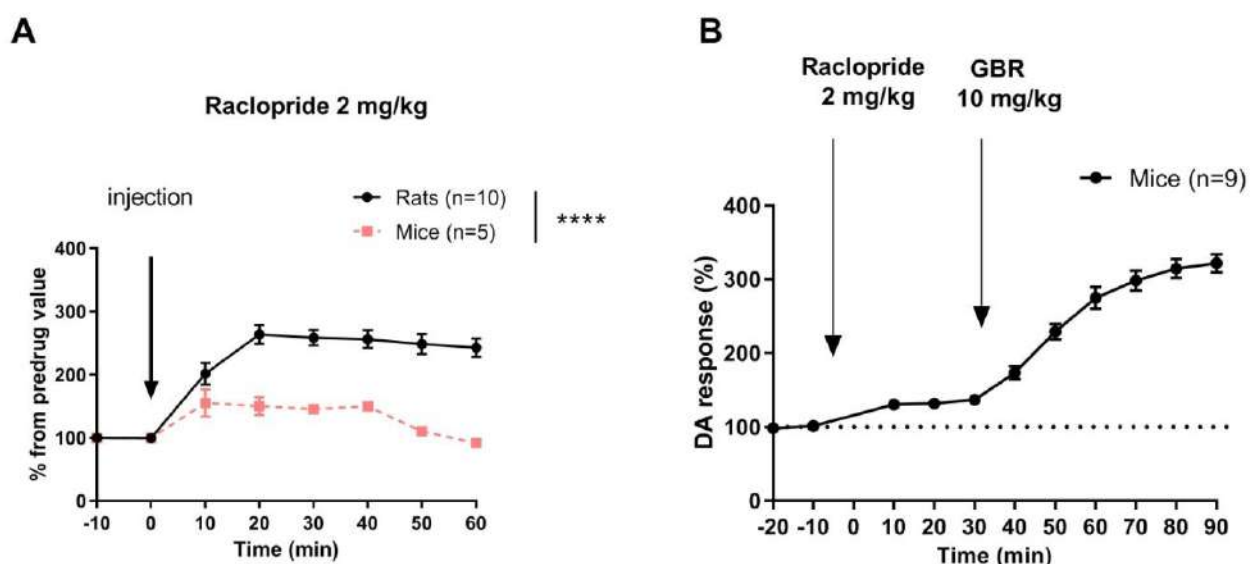 A
Raclopride 2 mg/kg
injection
Rats (n=10)
Mice (n=5)
****
400
300
200
100
0
% from predrug value
-10 0 10 20 30 40 50 60
Time (min)
B
Raclopride
2 mg/kg
GBR
10 mg/kg
Mice (n=9)
400
300
200
100
0
DA response (%)
-20 -10 0 10 20 30 40 50 60 70 80 90
Time (min)